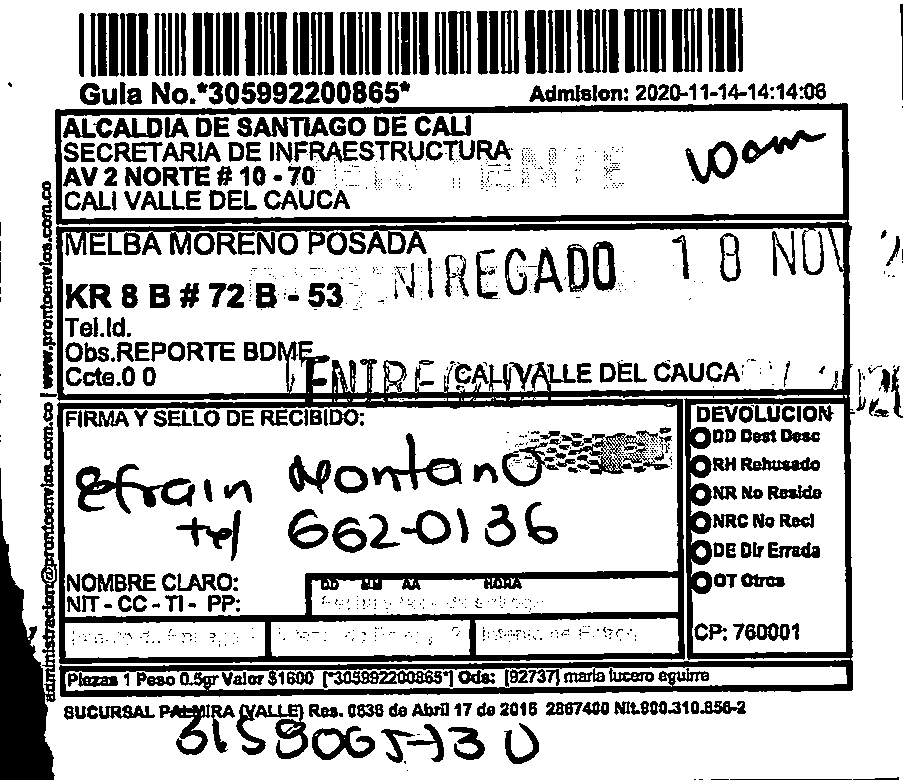 Guia No.*305992200865*
Admision: 2020-11-14-14:14:06
ALCALDIA DE SANTIAGO DE CALI
SECRETARIA DE INFRAESTRUCTURA
AV 2 NORTE # 10 - 70
CALI VALLE DEL CAUCA
10am
MELBA MORENO POSADA
ENTREGADO 18 NOV
KR 8 B # 72 B - 53
Tel.Id.
Obs.REPORTE BDME
Ccte.0 0
ENTREGADO
CALI VALLE DEL CAUCA
administracion@prontoenvios.com.co | www.prontoenvios.com.co
FIRMA Y SELLO DE RECIBIDO:
Efrain Montano
tel 662-0136
NOMBRE CLARO:
NIT - CC - TI - PP:
DD MM AA HORA
DEVOLUCION
DD Dest Desc
RH Rehusado
NR No Reside
NRC No Recl
DE Dir Errada
OT Otros
CP: 760001
Piezas 1 Peso 0.5gr Valor $1600 [*305992200865*] Ods: [92737] maria lucero eguirre
SUCURSAL PALMIRA (VALLE) Res. 0636 de Abril 17 de 2016 2867400 Nit.900.310.856-2